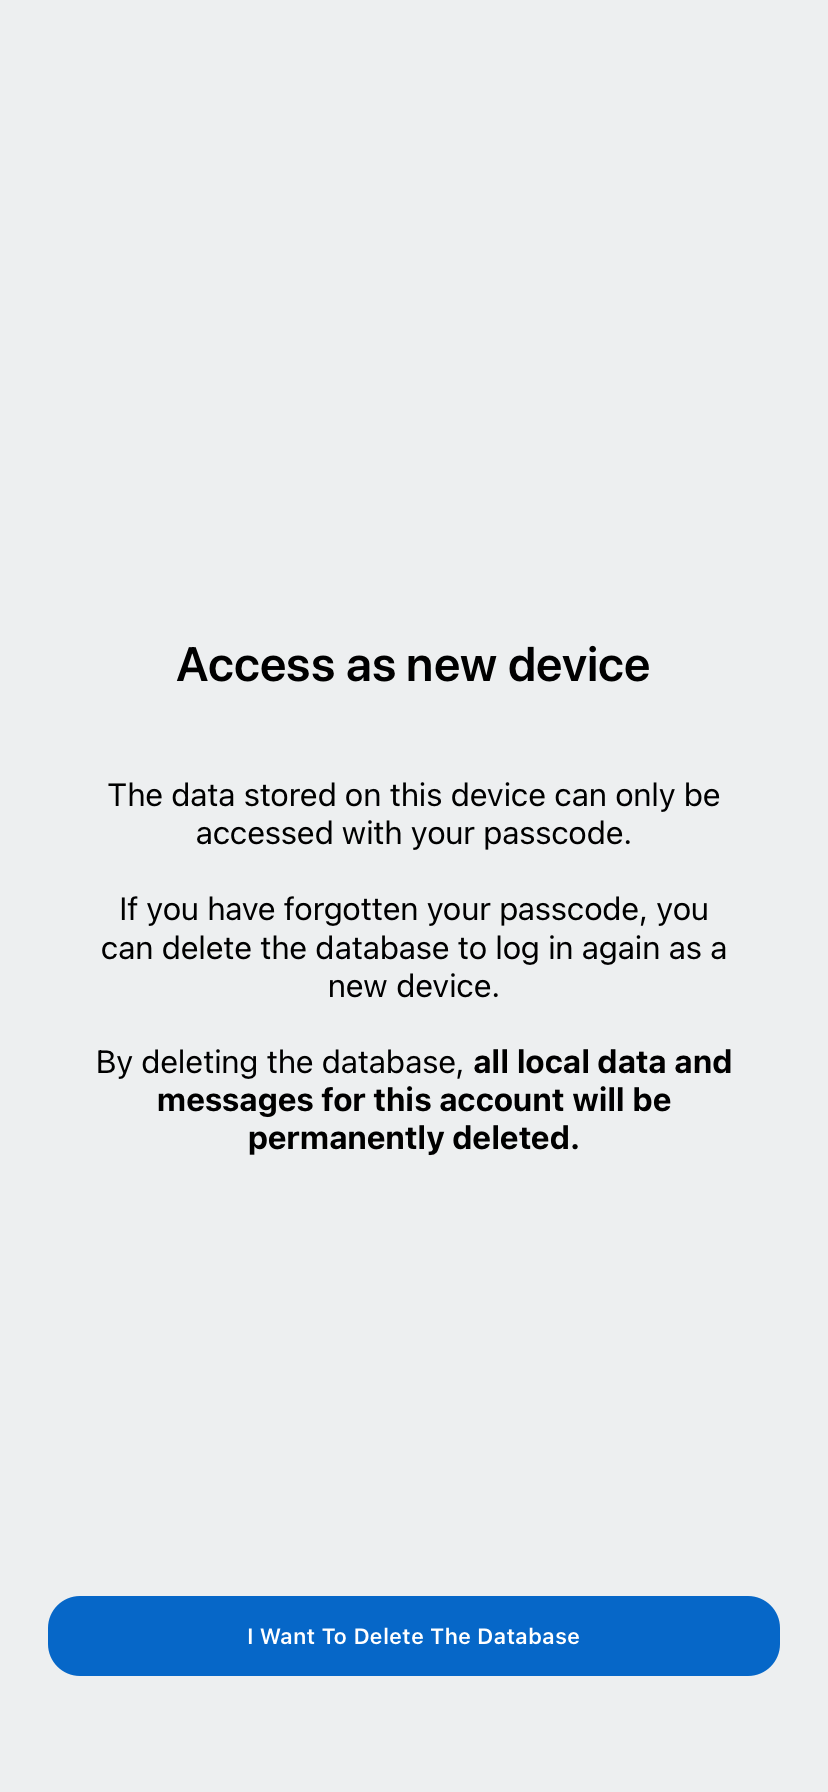 Access as new device
The data stored on this device can only be
accessed with your passcode.
If you have forgotten your passcode, you
can delete the database to log in again as a
new device.
By deleting the database, all local data and
messages for this account will be
permanently deleted.
I Want To Delete The Database